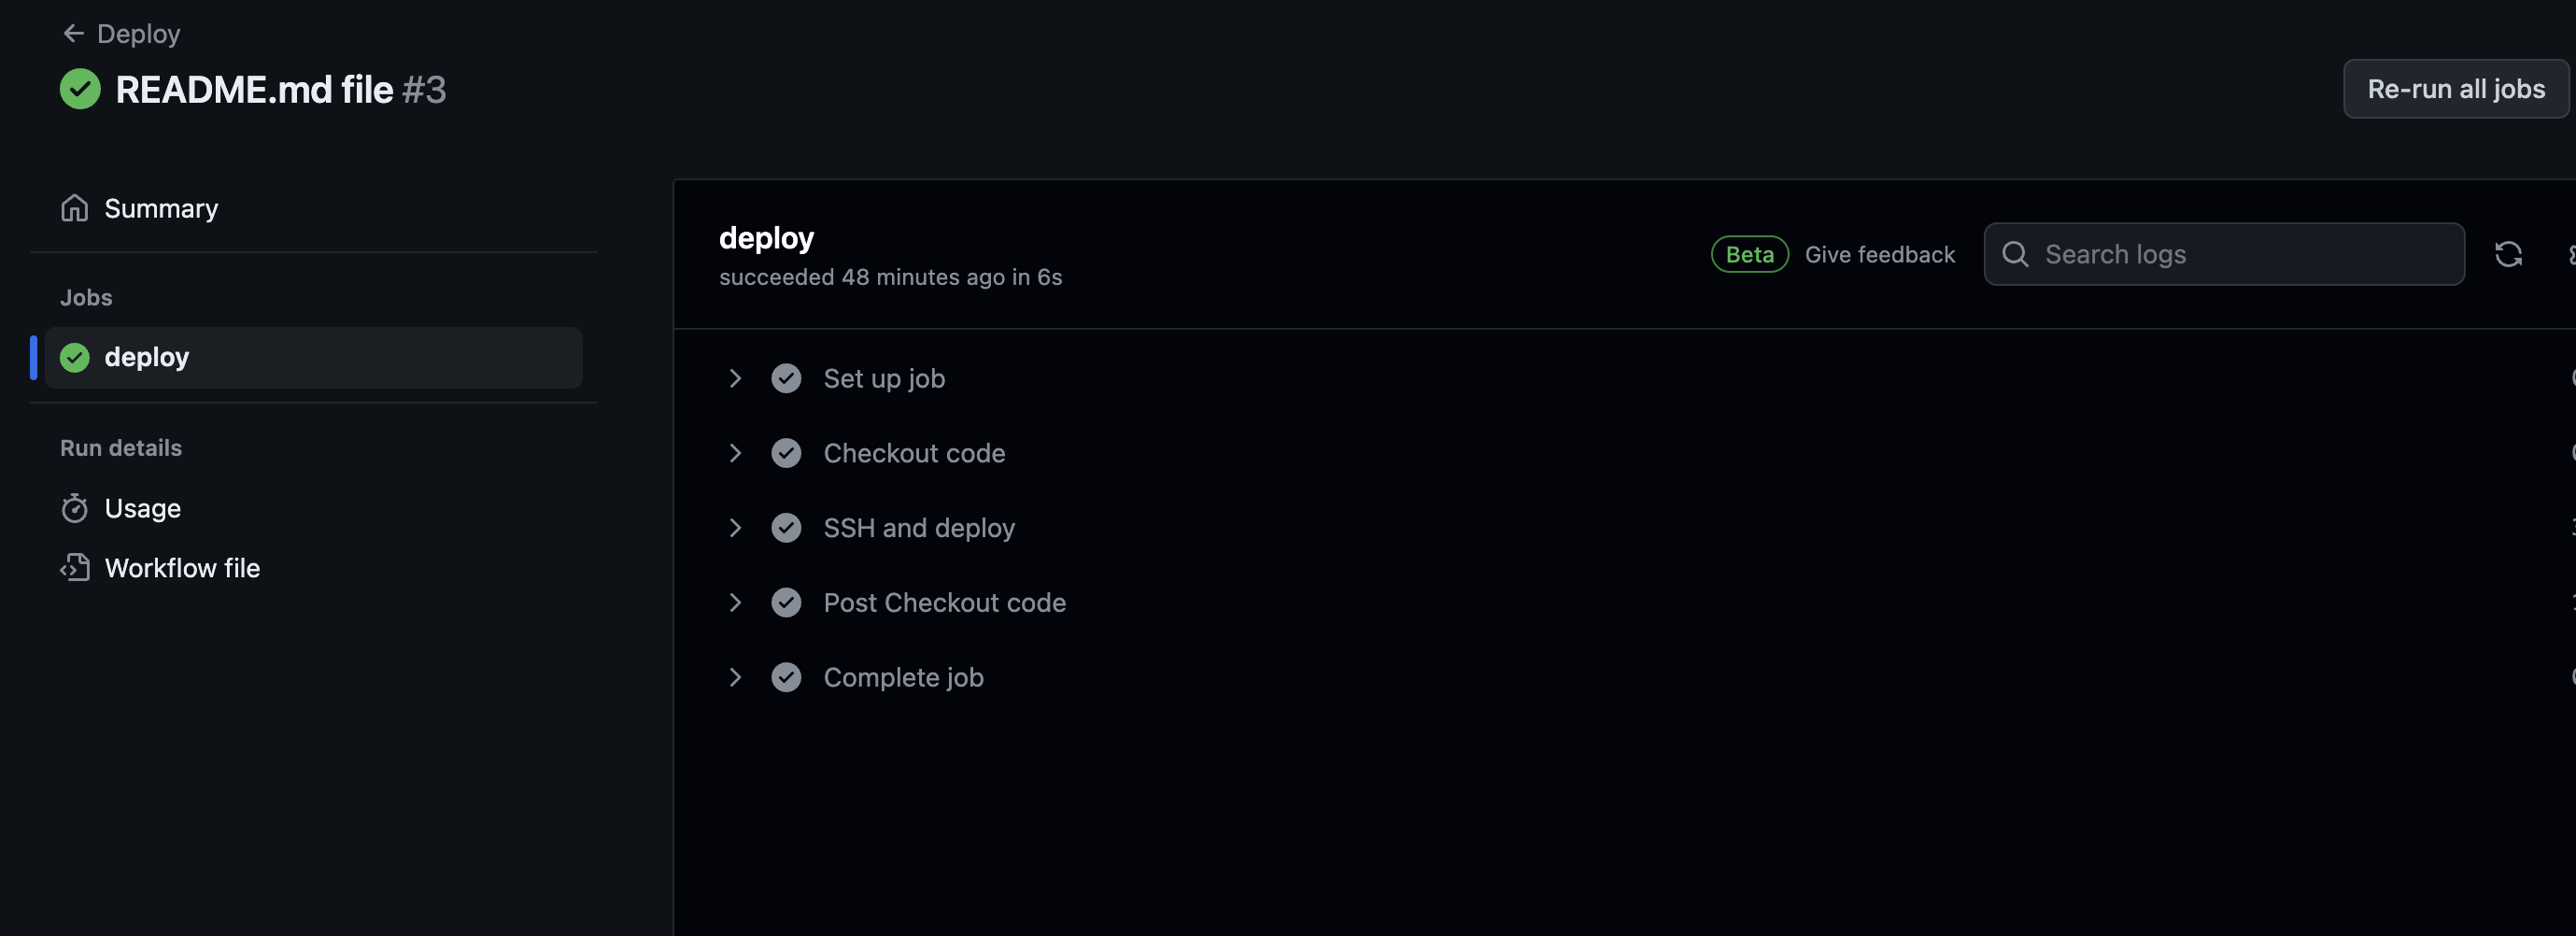 Deploy
README.md file #3
Re-run all jobs
Summary
Jobs
deploy
Run details
Usage
Workflow file
deploy
succeeded 48 minutes ago in 6s
Beta
Give feedback
Search logs
Set up job
Checkout code
SSH and deploy
Post Checkout code
Complete job